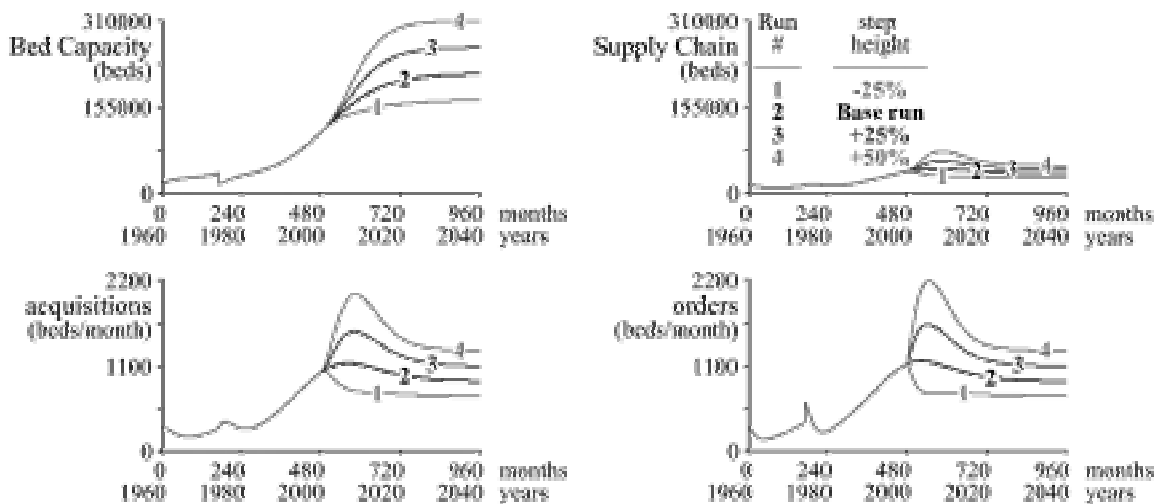 310000
Bed Capacity
(beds)
155000
0
4
3
2
1
0 240 480 720 960 months
1960 1980 2000 2020 2040 years
310000
Supply Chain
(beds)
155000
0
Run step
# height
1 -25%
2 Base run
3 +25%
4 +50%
1 2 3 4
0 240 480 720 960 months
1960 1980 2000 2020 2040 years
2200
acquisitions
(beds/month)
1100
0
4
3
2
1
0 240 480 720 960 months
1960 1980 2000 2020 2040 years
2200
orders
(beds/month)
1100
0
4
3
2
1
0 240 480 720 960 months
1960 1980 2000 2020 2040 years